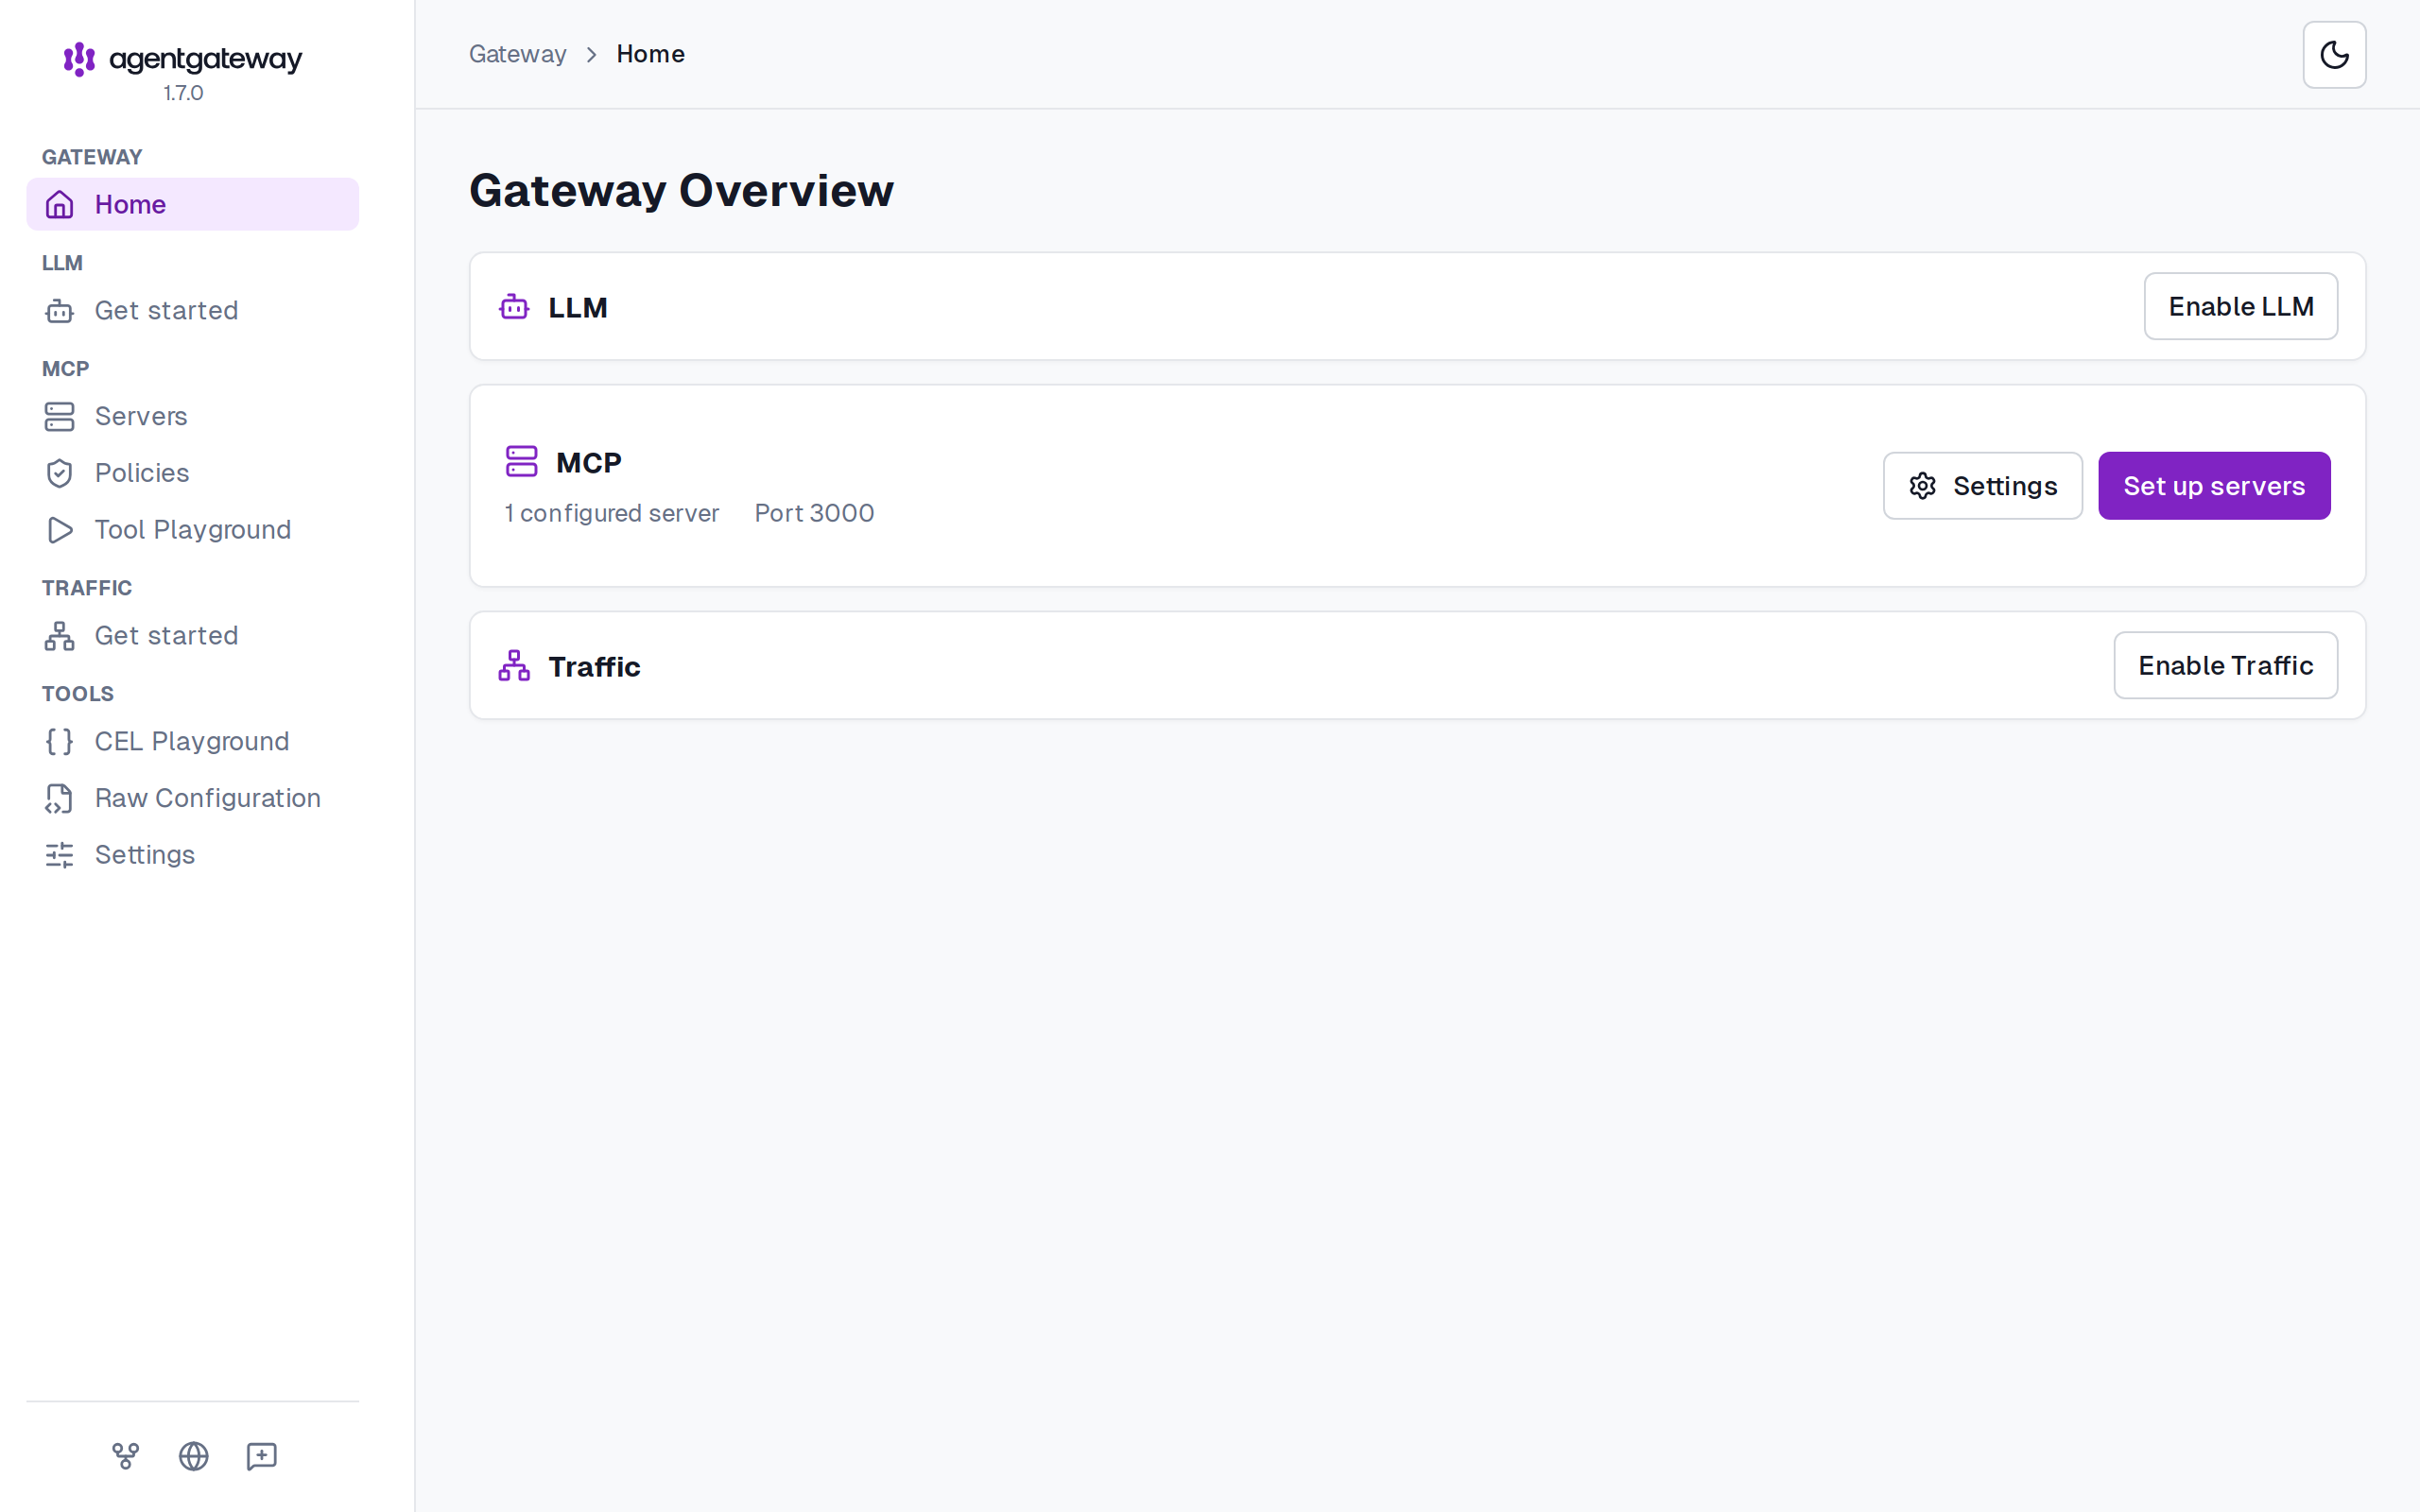 agentgateway
1.7.0
GATEWAY
Home
LLM
Get started
MCP
Servers
Policies
Tool Playground
TRAFFIC
Get started
TOOLS
CEL Playground
Raw Configuration
Settings
Gateway > Home
Gateway Overview
LLM
Enable LLM
MCP
1 configured server Port 3000
Settings
Set up servers
Traffic
Enable Traffic